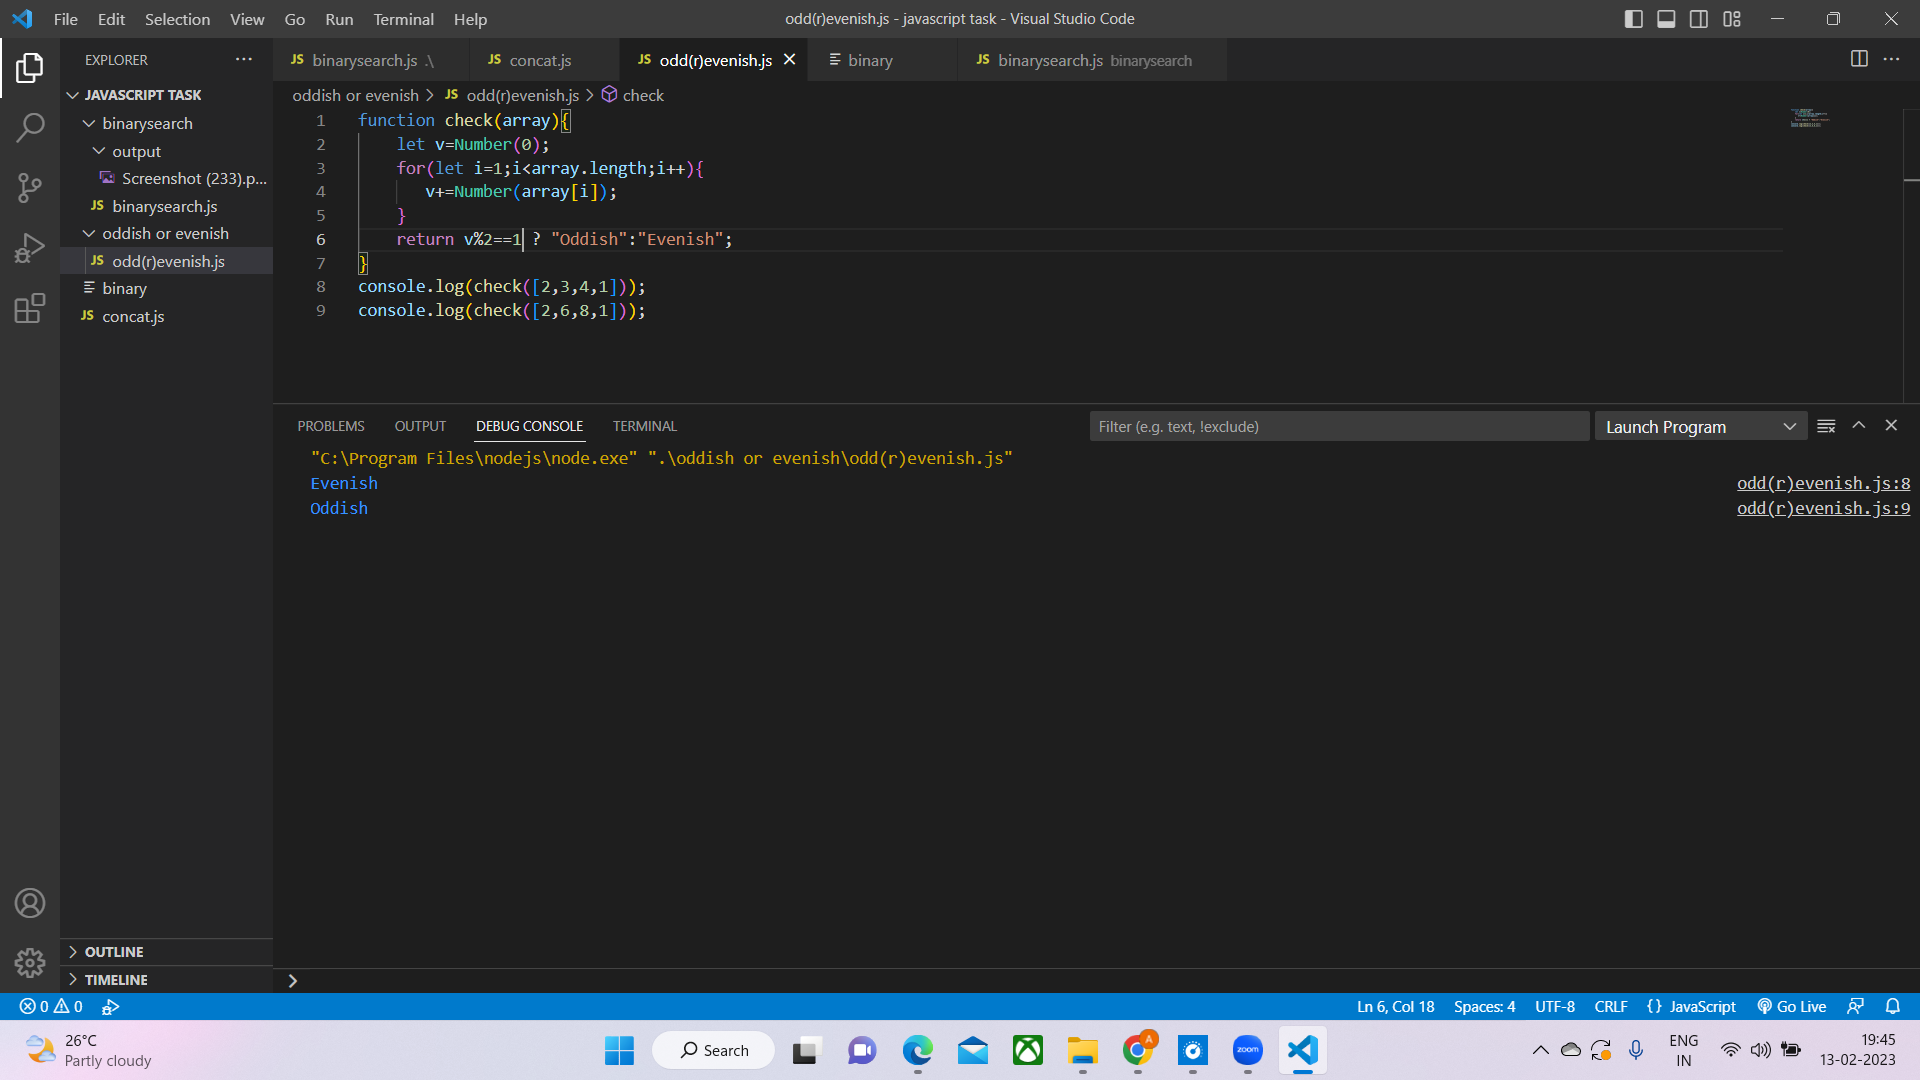 File Edit Selection View Go Run Terminal Help
odd(r)evenish.js - javascript task - Visual Studio Code
EXPLORER
JAVASCRIPT TASK
binarysearch
output
Screenshot (233).p...
JS binarysearch.js
oddish or evenish
JS odd(r)evenish.js
binary
JS concat.js
OUTLINE
TIMELINE
JS binarysearch.js .\ JS concat.js JS odd(r)evenish.js binary JS binarysearch.js binarysearch
oddish or evenish > JS odd(r)evenish.js > check
1 function check(array){
2 let v=Number(0);
3 for(let i=1;i<array.length;i++){
4 v+=Number(array[i]);
5 }
6 return v%2==1 ? "Oddish":"Evenish";
7 }
8 console.log(check([2,3,4,1]));
9 console.log(check([2,6,8,1]));
PROBLEMS OUTPUT DEBUG CONSOLE TERMINAL
Filter (e.g. text, !exclude)
Launch Program
"C:\Program Files\nodejs\node.exe" ".\oddish or evenish\odd(r)evenish.js"
Evenish odd(r)evenish.js:8
Oddish odd(r)evenish.js:9
0 0
Ln 6, Col 18 Spaces: 4 UTF-8 CRLF {} JavaScript Go Live
26°C
Partly cloudy
Search
A
zoom
ENG
IN
19:45
13-02-2023